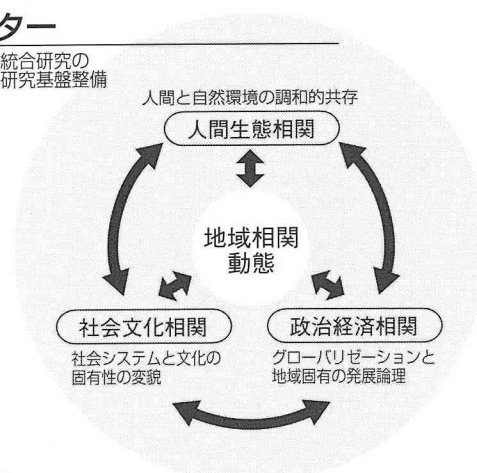 ター
統合研究の
研究基盤整備
人間と自然環境の調和的共存
人間生態相関
地域相関
動態
社会文化相関
社会システムと文化の
固有性の変貌
政治経済相関
グローバリゼーションと
地域固有の発展論理